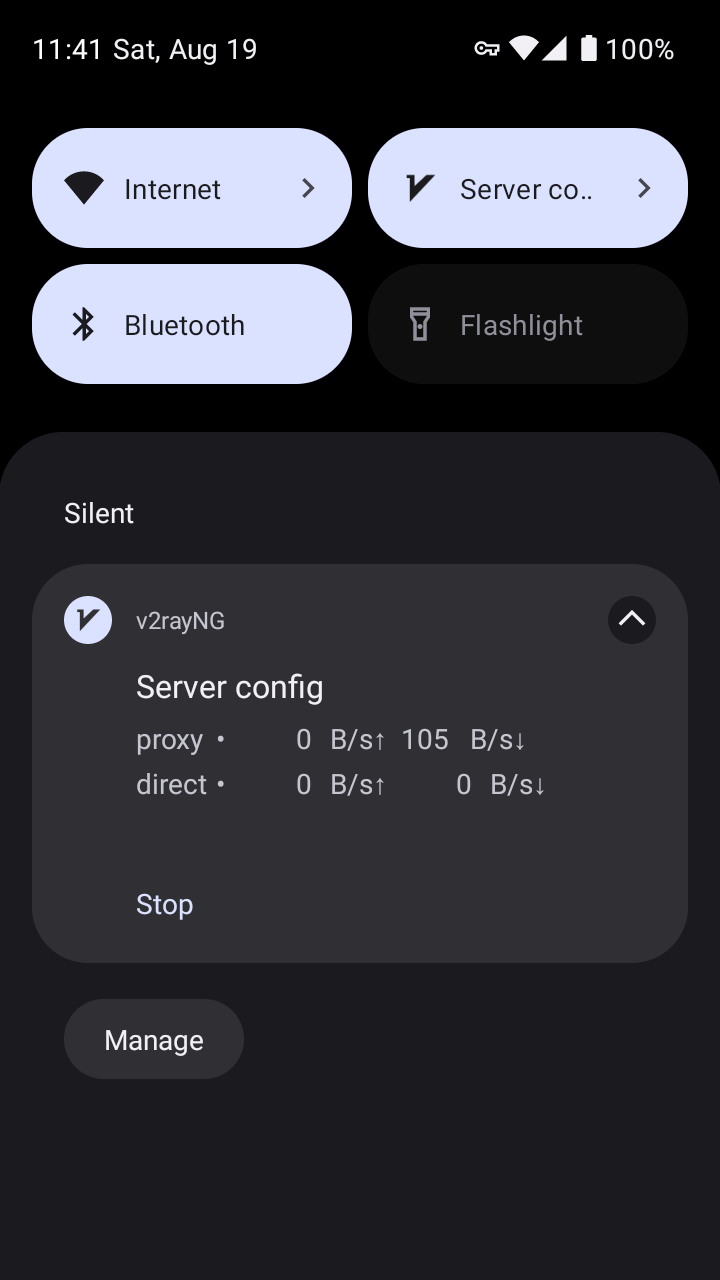 11:41 Sat, Aug 19 100%
Internet Server co..
Bluetooth Flashlight
Silent
v2rayNG
Server config
proxy • 0 B/s↑ 105 B/s↓
direct • 0 B/s↑ 0 B/s↓
Stop
Manage